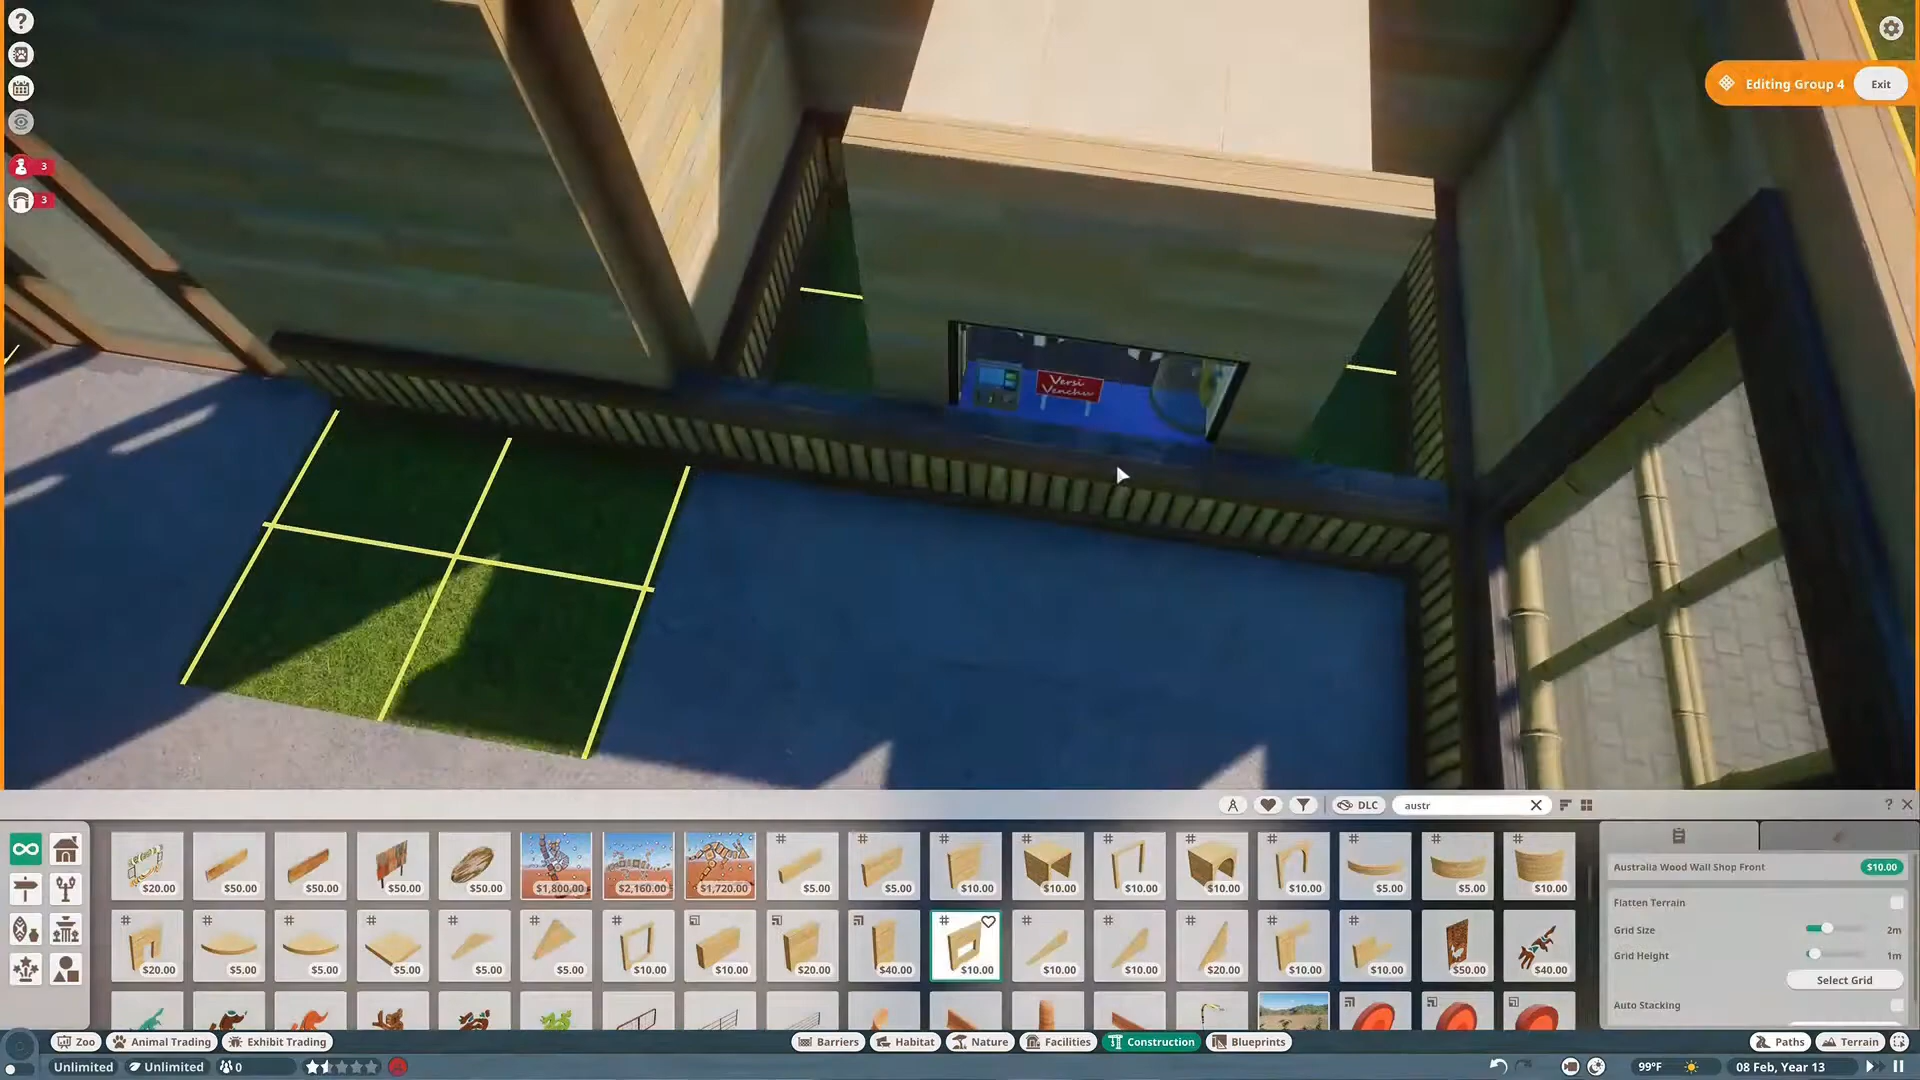 ?
Editing Group 4
Exit
3
3
Versi
Venchu
DLC
austr
?
$20.00
$50.00
$50.00
$50.00
$50.00
$1,800.00
$2,160.00
$1,720.00
$5.00
$5.00
$10.00
$10.00
$10.00
$10.00
$10.00
$5.00
$5.00
$10.00
$20.00
$5.00
$5.00
$5.00
$5.00
$5.00
$10.00
$10.00
$20.00
$40.00
$10.00
$10.00
$10.00
$20.00
$10.00
$10.00
$50.00
$40.00
Australia Wood Wall Shop Front
$10.00
Flatten Terrain
Grid Size
2m
Grid Height
1m
Select Grid
Auto Stacking
Zoo
Animal Trading
Exhibit Trading
Barriers
Habitat
Nature
Facilities
Construction
Blueprints
Paths
Terrain
Unlimited
Unlimited
0
99°F
08 Feb, Year 13